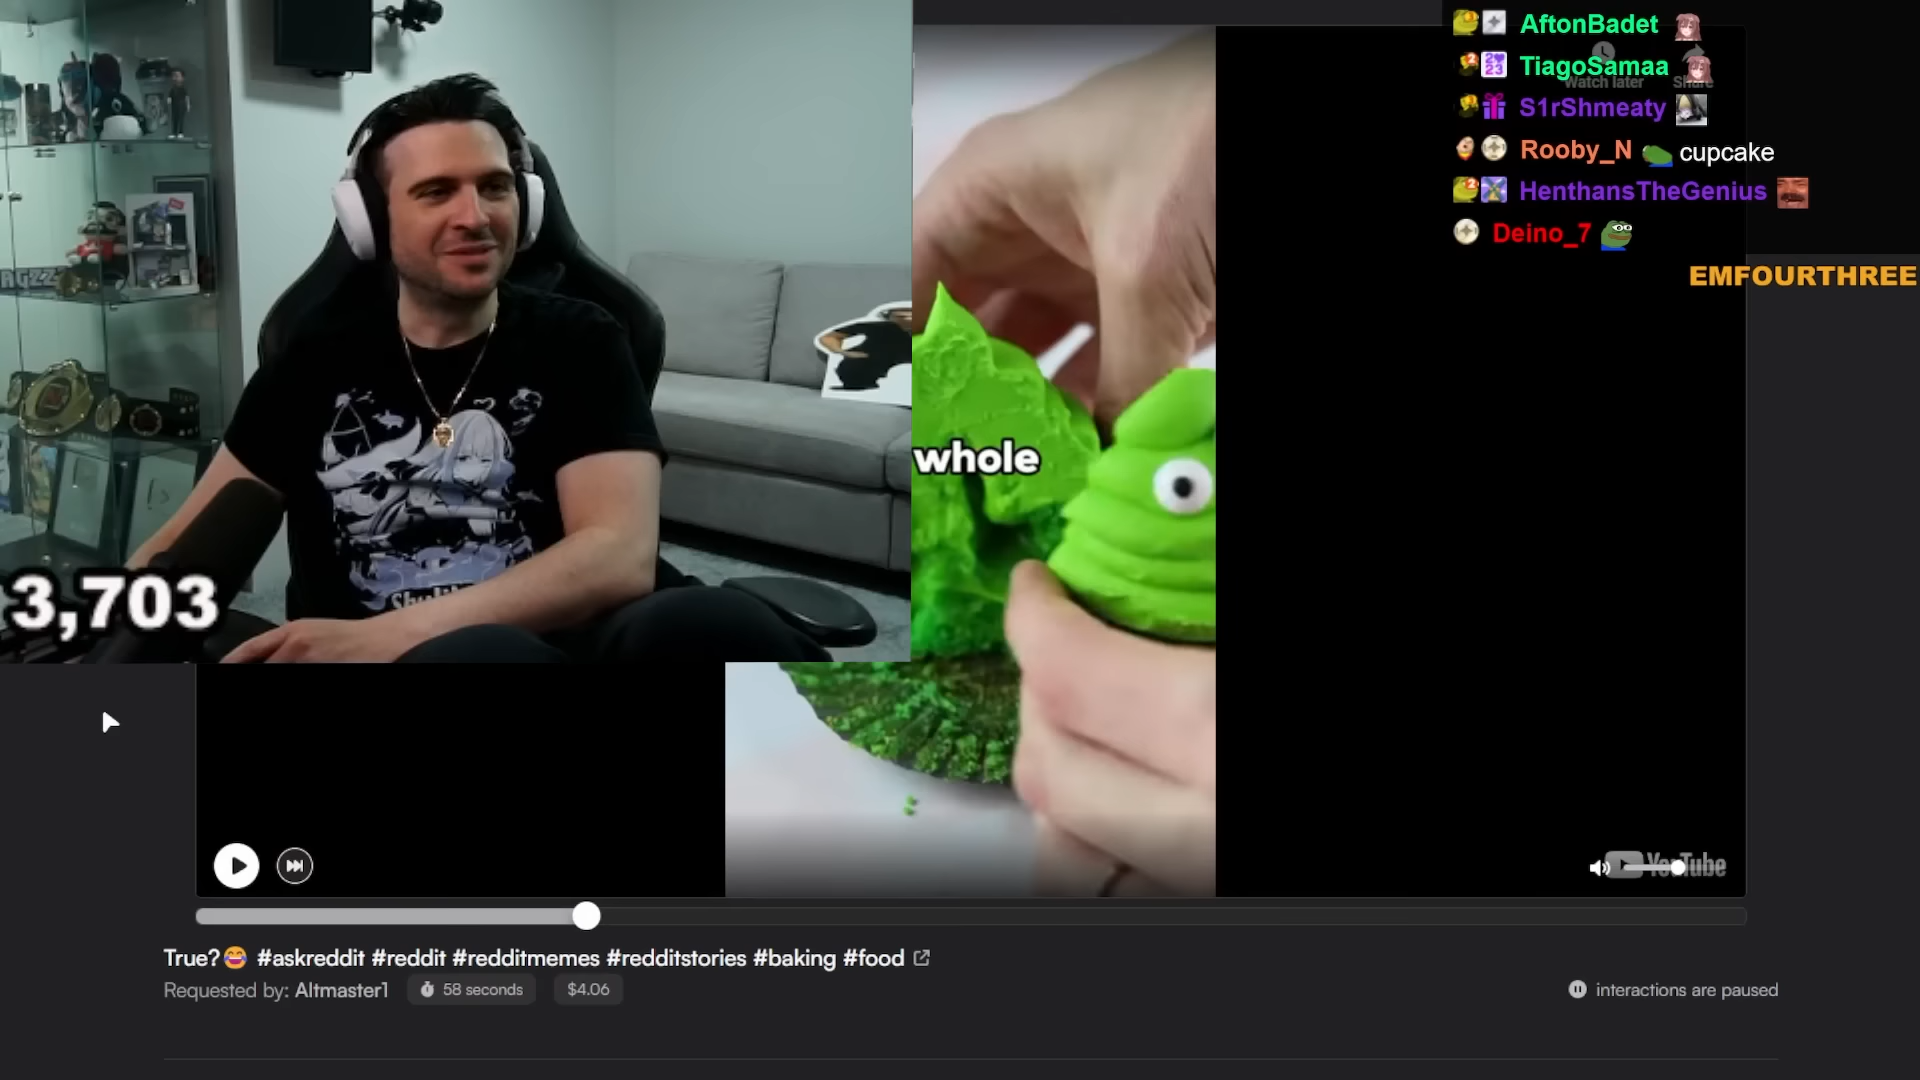 AftonBadet
TiagoSamaa
Watch later
Share
S1rShmeaty
Rooby_N cupcake
HenthansTheGenius
Deino_7
EMFOURTHREE
whole
3,703
YouTube
True?😂 #askreddit #reddit #redditmemes #redditstories #baking #food
Requested by: Altmaster1 58 seconds $4.06
interactions are paused